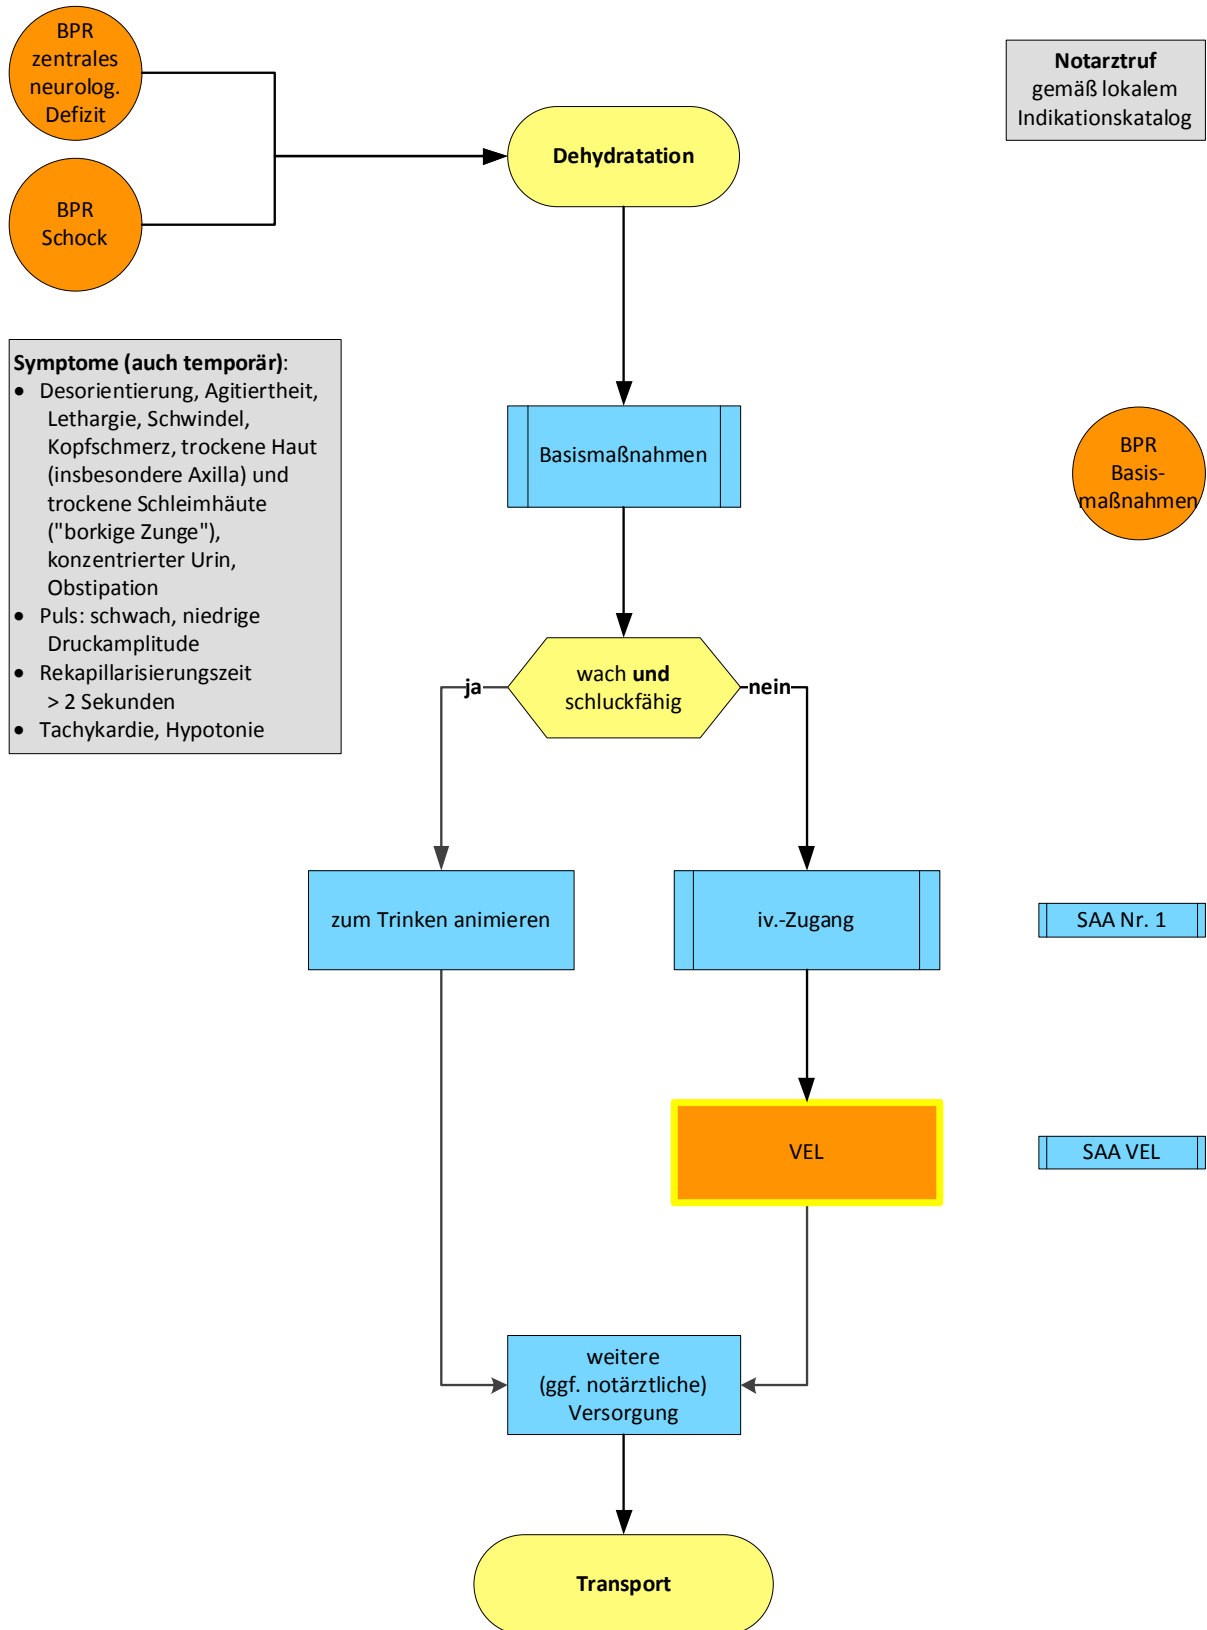 BPR
zentrales
neurolog.
Defizit
Notarztruf
gemäß lokalem
Indikationskatalog
Dehydratation
BPR
Schock
Symptome (auch temporär):
• Desorientierung, Agitiertheit,
Lethargie, Schwindel,
Kopfschmerz, trockene Haut
(insbesondere Axilla) und
trockene Schleimhäute
("borkige Zunge"),
konzentrierter Urin,
Obstipation
• Puls: schwach, niedrige
Druckamplitude
• Rekapillarisierungszeit
> 2 Sekunden
• Tachykardie, Hypotonie
Basismaßnahmen
BPR
Basis-
maßnahmen
wach und
schluckfähig
ja
nein
zum Trinken animieren
iv.-Zugang
SAA Nr. 1
VEL
SAA VEL
weitere
(ggf. notärztliche)
Versorgung
Transport